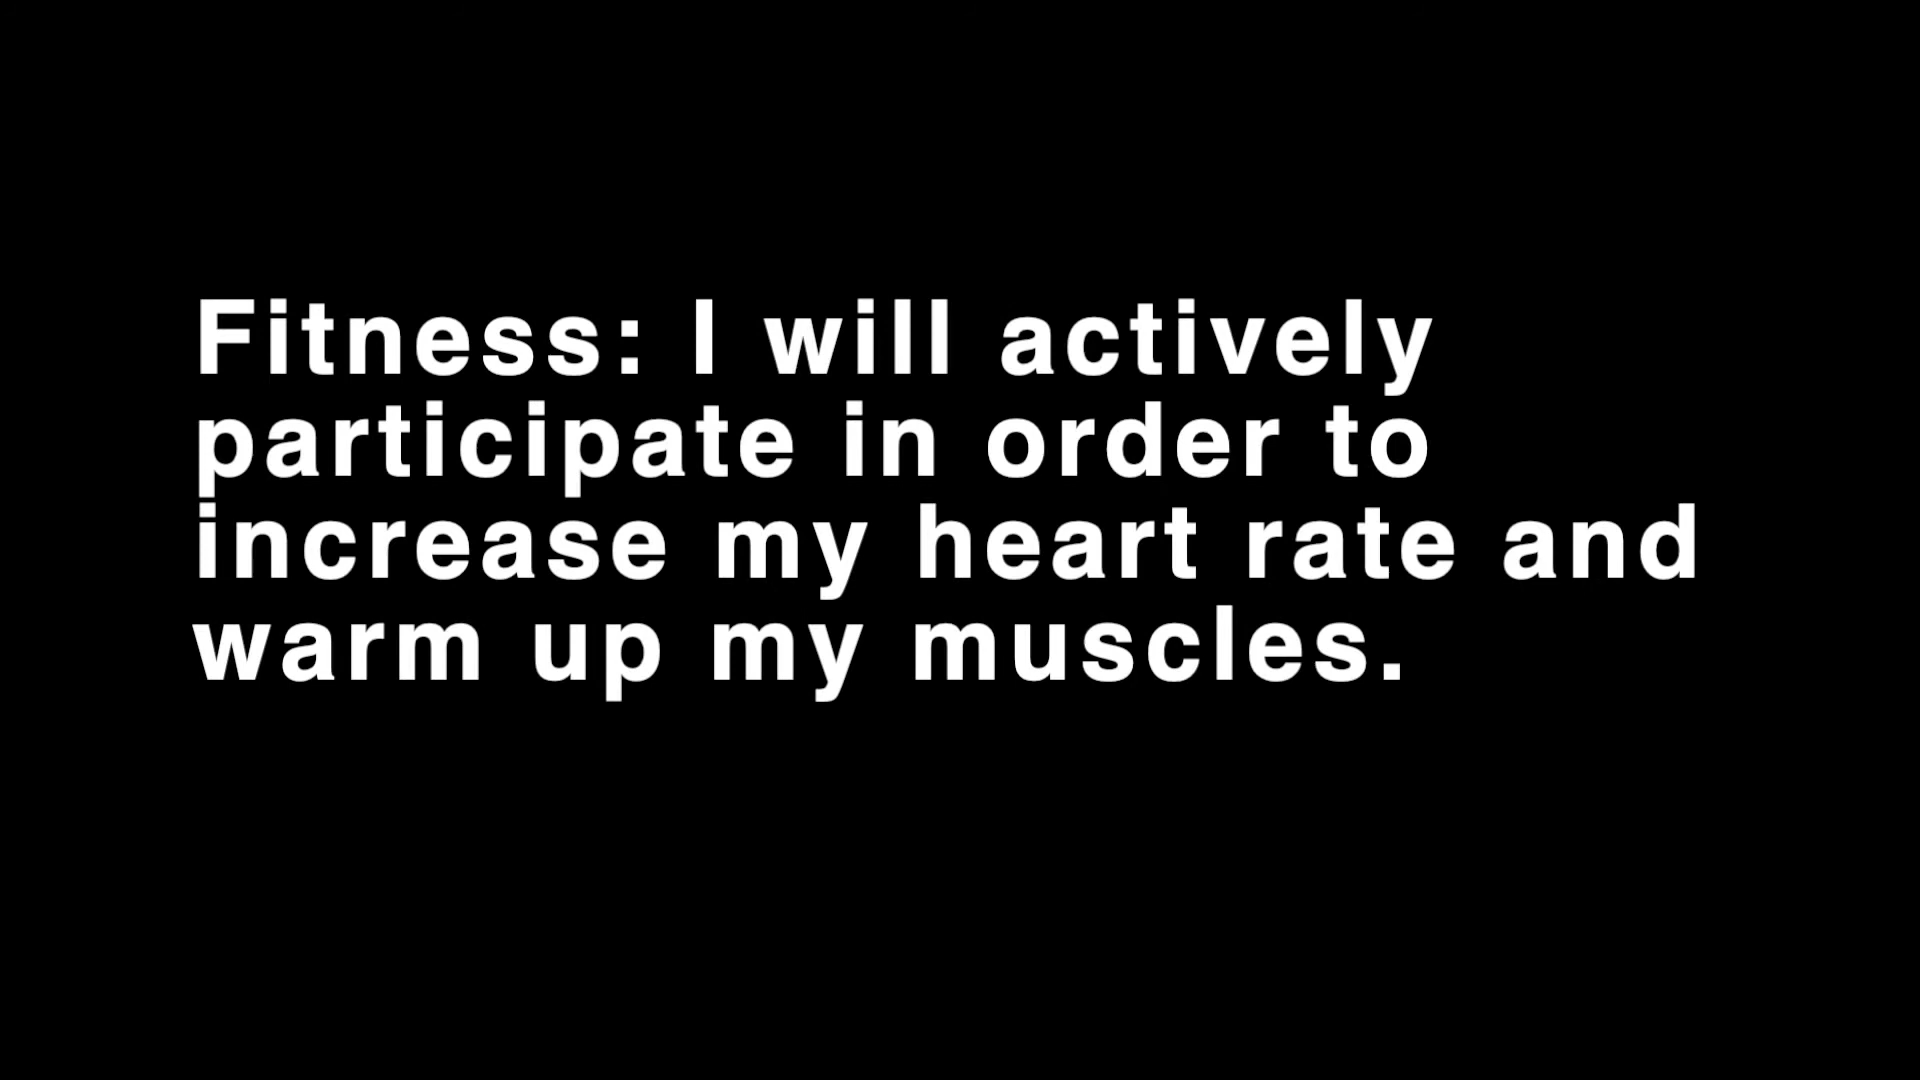 Fitness: I will actively
participate in order to
increase my heart rate and
warm up my muscles.